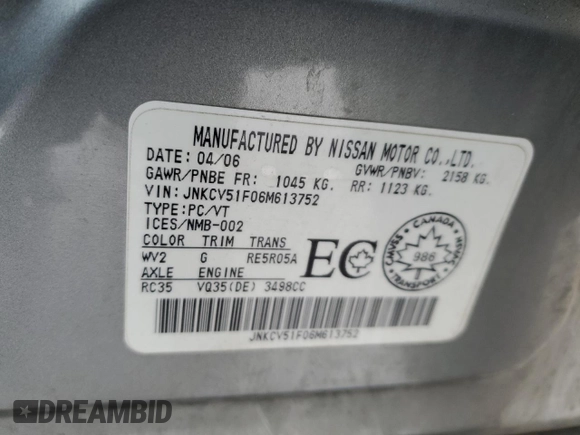 MANUFACTURED BY NISSAN MOTOR CO.,LTD.
DATE: 04/06 GVWR/PNBV: 2158 KG.
GAWR/PNBE FR: 1045 KG. RR: 1123 KG.
VIN: JNKCV51F06M613752
TYPE: PC/VT
ICES/NMB-002
COLOR TRIM TRANS
WV2 G RE5R05A
AXLE ENGINE
RC35 VQ35(DE) 3498CC
EC
CANADA
CMVSS
NSVAC
986
TRANSPORT
JNKCV51F06M613752
DREAMBID